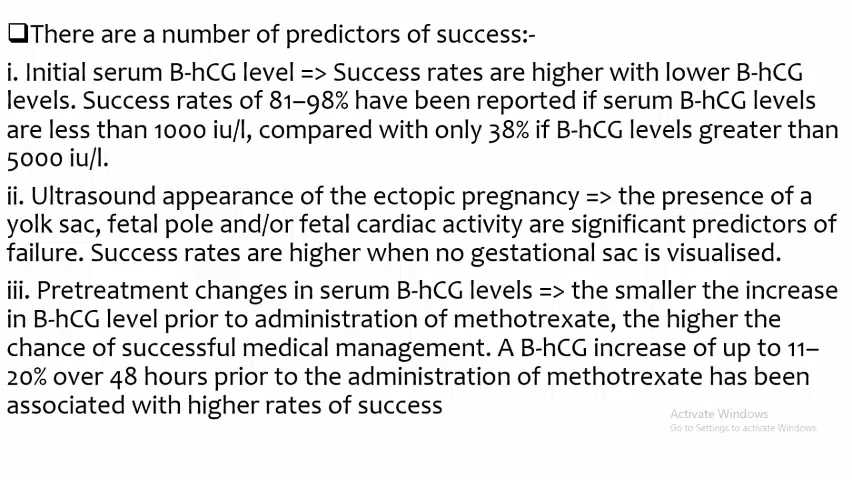 ❑There are a number of predictors of success:-
i. Initial serum B-hCG level => Success rates are higher with lower B-hCG
levels. Success rates of 81–98% have been reported if serum B-hCG levels
are less than 1000 iu/l, compared with only 38% if B-hCG levels greater than
5000 iu/l.
ii. Ultrasound appearance of the ectopic pregnancy => the presence of a
yolk sac, fetal pole and/or fetal cardiac activity are significant predictors of
failure. Success rates are higher when no gestational sac is visualised.
iii. Pretreatment changes in serum B-hCG levels => the smaller the increase
in B-hCG level prior to administration of methotrexate, the higher the
chance of successful medical management. A B-hCG increase of up to 11–
20% over 48 hours prior to the administration of methotrexate has been
associated with higher rates of success
Activate Windows
Go to Settings to activate Windows.